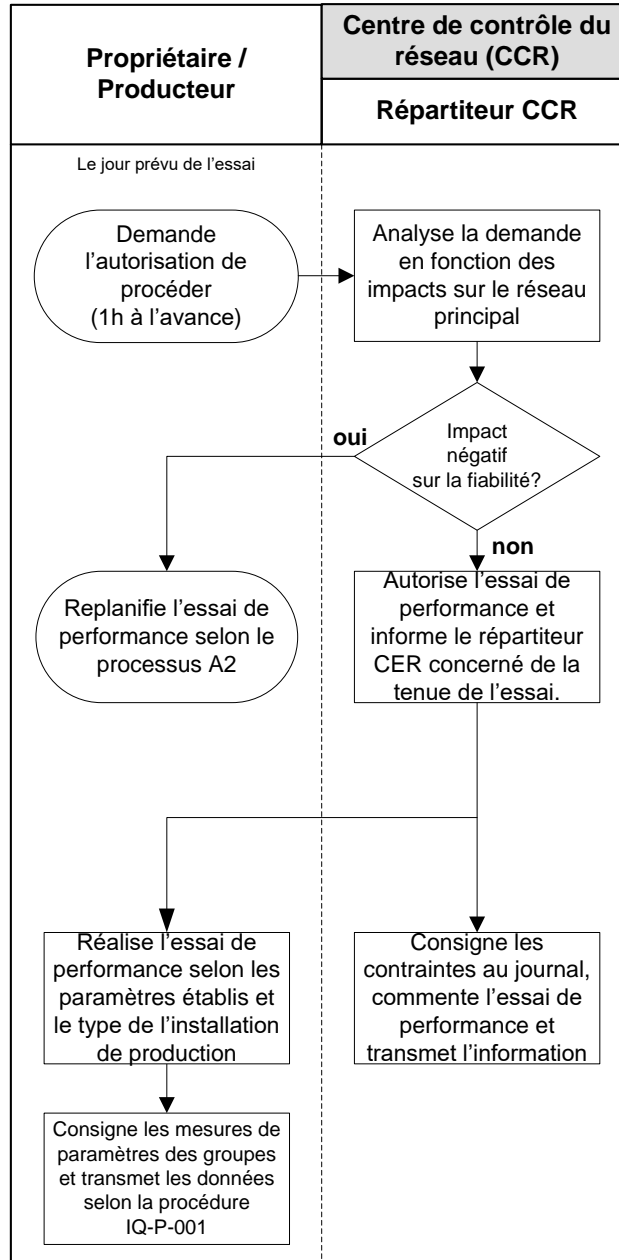 Propriétaire /
Producteur
Centre de contrôle du
réseau (CCR)
Répartiteur CCR
Le jour prévu de l'essai
Demande
l'autorisation de
procéder
(1h à l'avance)
Analyse la demande
en fonction des
impacts sur le réseau
principal
Impact
négatif
sur la fiabilité?
oui
non
Replanifie l'essai de
performance selon le
processus A2
Autorise l'essai de
performance et
informe le répartiteur
CER concerné de la
tenue de l'essai.
Réalise l'essai de
performance selon les
paramètres établis et
le type de l'installation
de production
Consigne les
contraintes au journal,
commente l'essai de
performance et
transmet l'information
Consigne les mesures de
paramètres des groupes
et transmet les données
selon la procédure
IQ-P-001